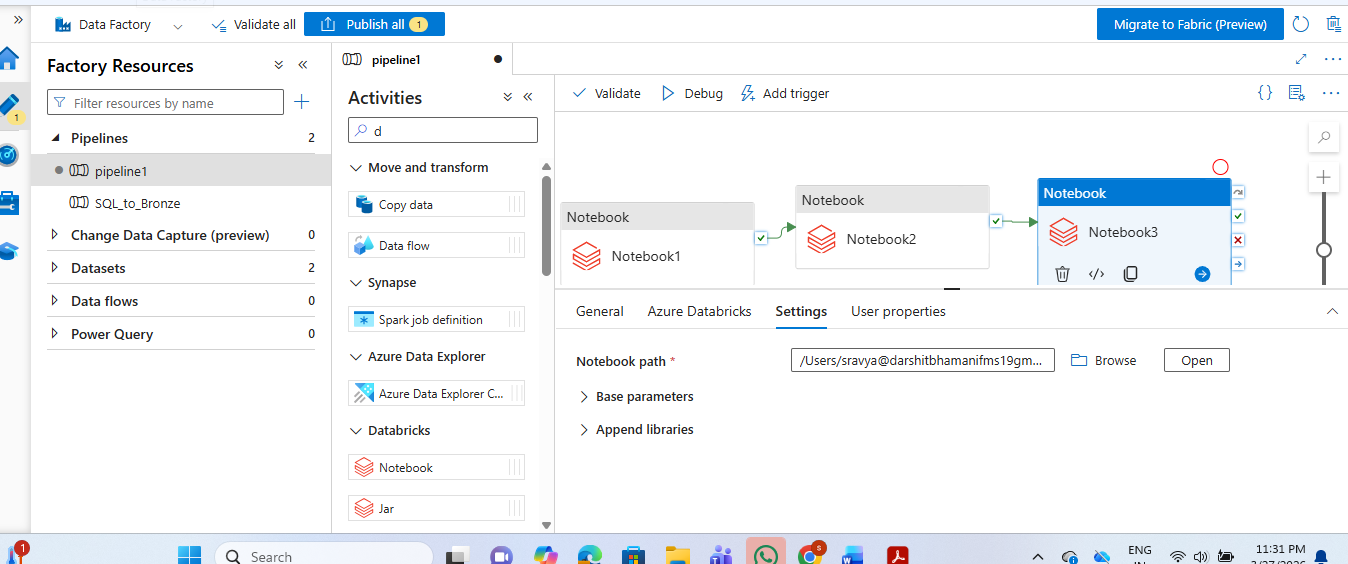 Data Factory
Validate all
Publish all 1
Migrate to Fabric (Preview)
1
Factory Resources
Filter resources by name
Pipelines 2
pipeline1
SQL_to_Bronze
Change Data Capture (preview) 0
Datasets 2
Data flows 0
Power Query 0
pipeline1
Activities
d
Move and transform
Copy data
Data flow
Synapse
Spark job definition
Azure Data Explorer
Azure Data Explorer C...
Databricks
Notebook
Jar
Validate
Debug
Add trigger
Notebook
Notebook1
Notebook
Notebook2
Notebook
Notebook3
General
Azure Databricks
Settings
User properties
Notebook path *
/Users/sravya@darshitbhamanifms19gm...
Browse
Open
Base parameters
Append libraries
1
Search
S
ENG
IN
11:31 PM